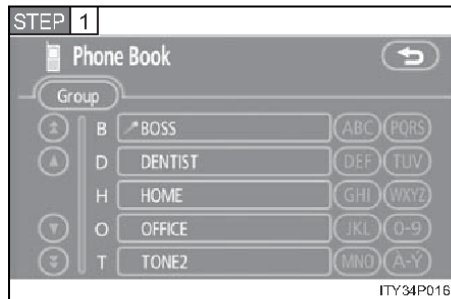 STEP 1
Phone Book
Group
B BOSS ABC PQRS
D DENTIST DEF TUV
H HOME GHI WXYZ
O OFFICE JKL 0-9
T TONE2 MNO À-Ý
ITY34P016